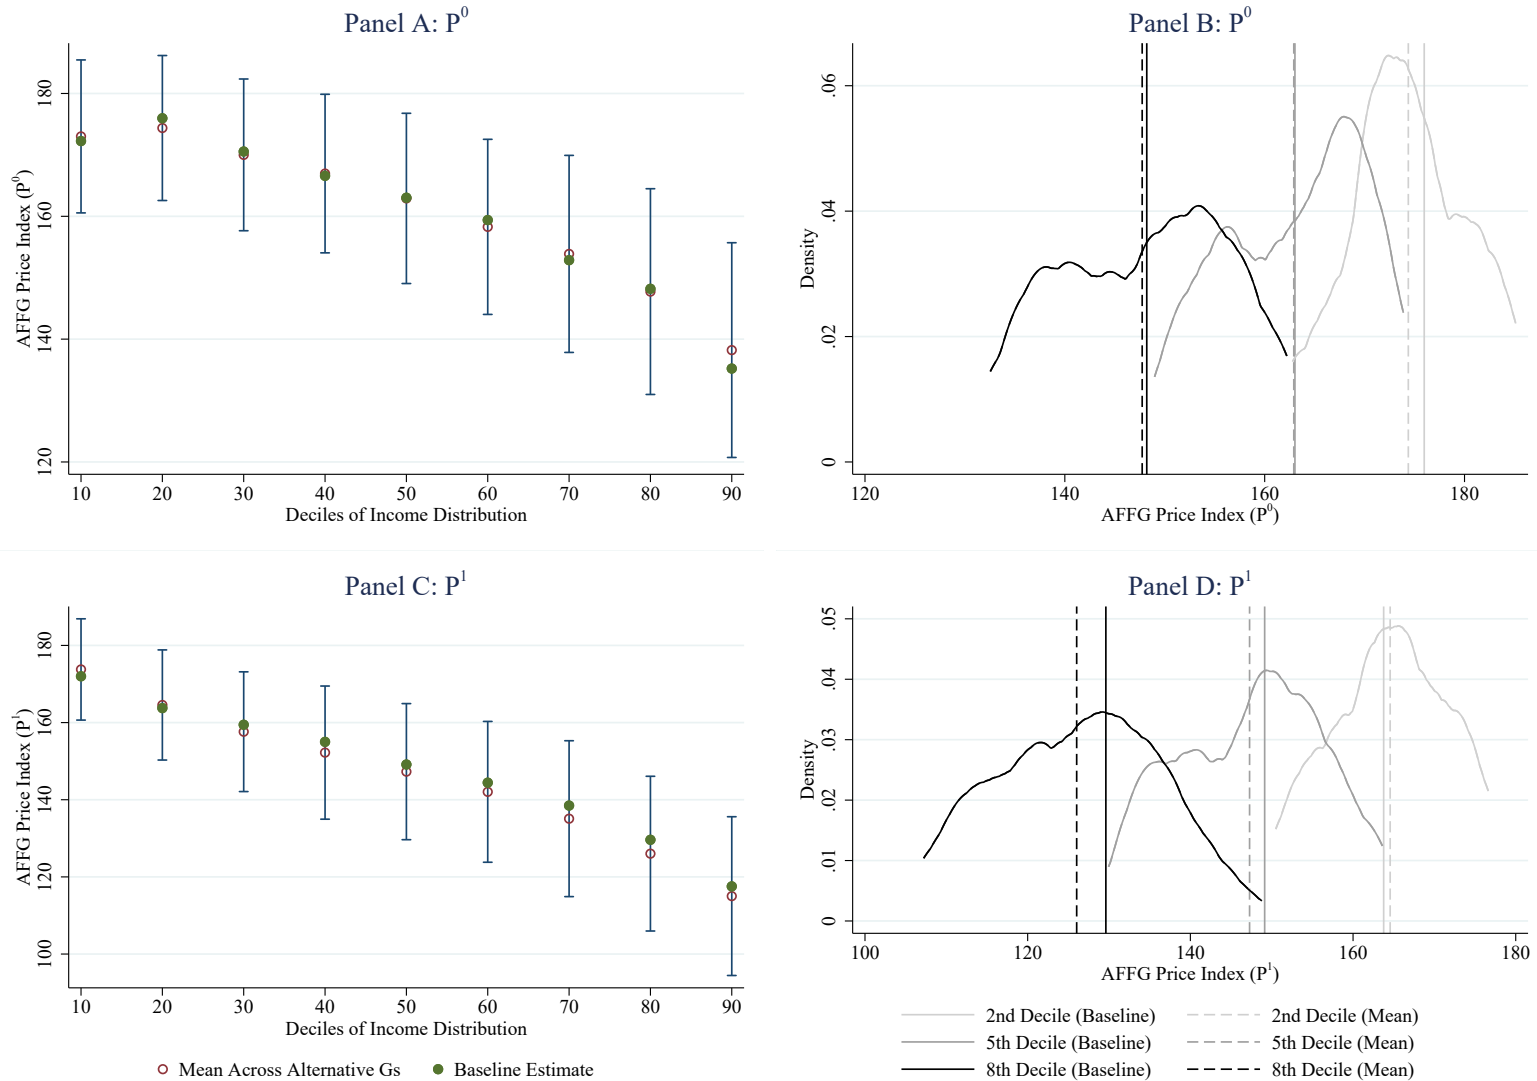 Panel A: P⁰
AFFG Price Index (P⁰)
180
160
140
120
10 20 30 40 50 60 70 80 90
Deciles of Income Distribution
Panel B: P⁰
Density
.06
.04
.02
0
120 140 160 180
AFFG Price Index (P⁰)
Panel C: P¹
AFFG Price Index (P¹)
180
160
140
120
100
10 20 30 40 50 60 70 80 90
Deciles of Income Distribution
Mean Across Alternative Gs Baseline Estimate
Panel D: P¹
Density
.05
.04
.03
.02
.01
0
100 120 140 160 180
AFFG Price Index (P¹)
2nd Decile (Baseline) 2nd Decile (Mean)
5th Decile (Baseline) 5th Decile (Mean)
8th Decile (Baseline) 8th Decile (Mean)